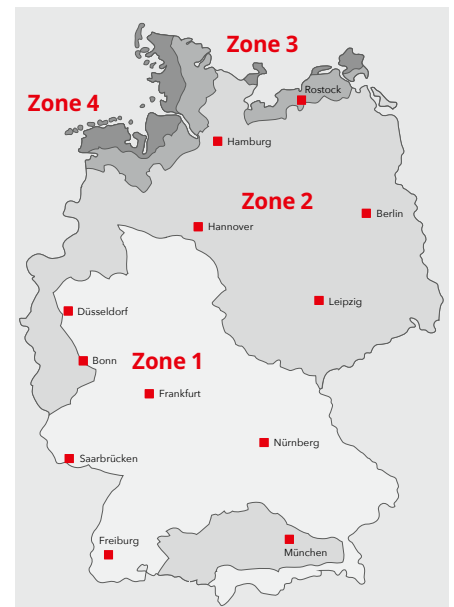 Zone 3
Rostock
Zone 4
Hamburg
Zone 2
Berlin
Hannover
Leipzig
Düsseldorf
Bonn
Zone 1
Frankfurt
Nürnberg
Saarbrücken
Freiburg
München